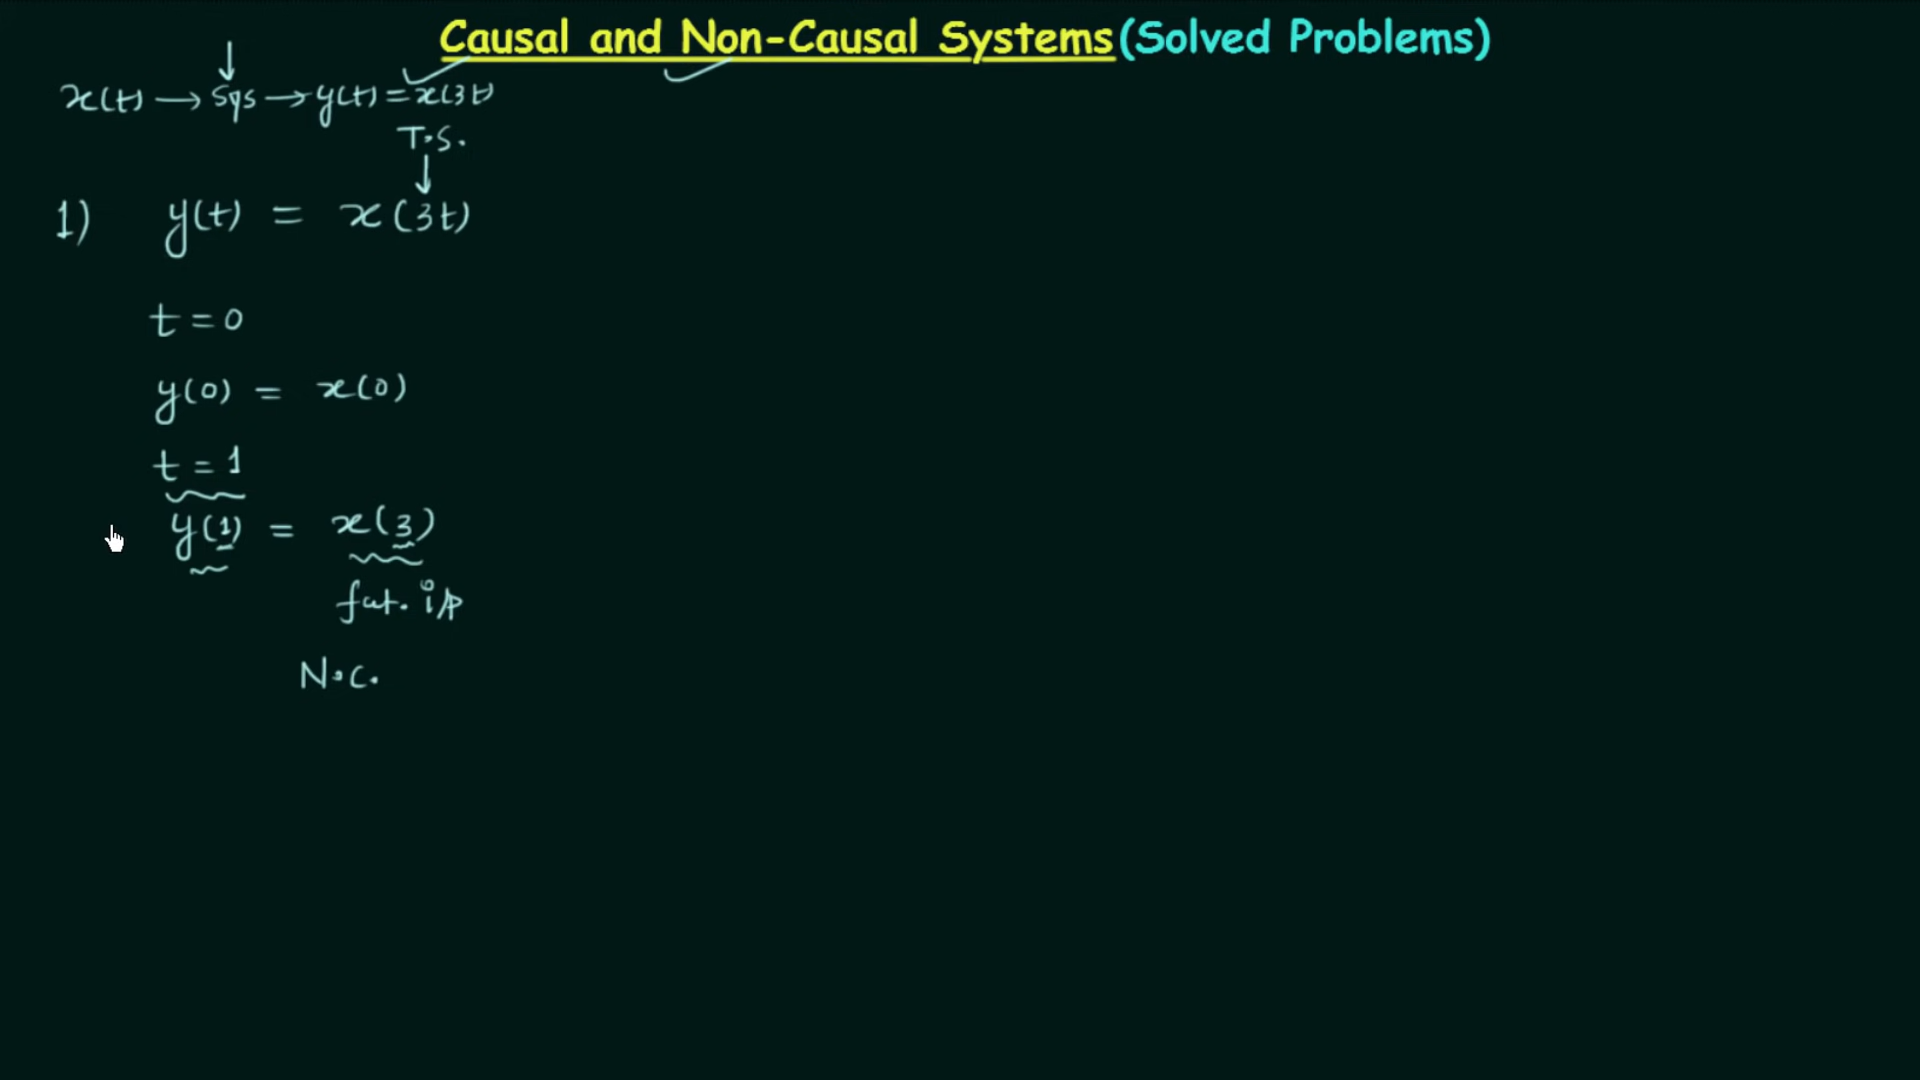 Causal and Non-Causal Systems (Solved Problems)
x(t) → Sys → y(t) = x(3t)
T.S.
1) y(t) = x(3t)
t = 0
y(0) = x(0)
t = 1
y(1) = x(3)
fut. i/p
N.C.